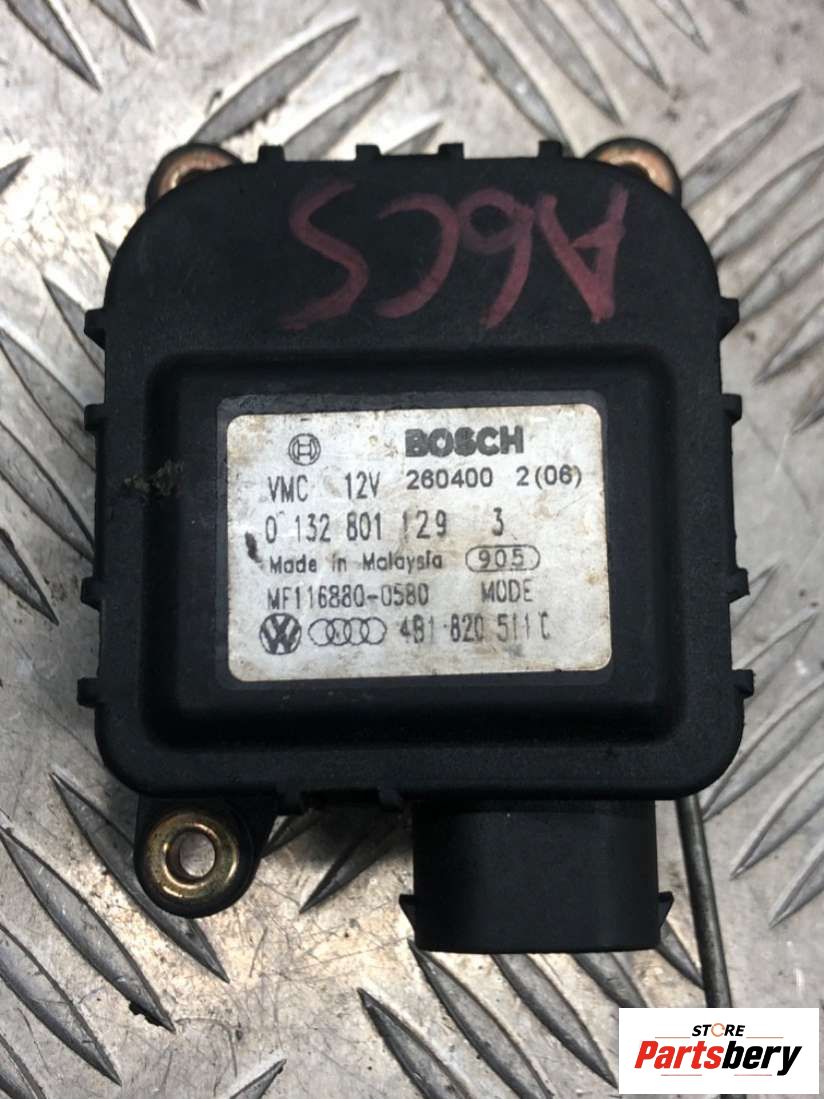 A6C5
BOSCH
VMC 12V 260400 2(06)
0 132 801 129 3
Made in Malaysia 905
MF116880-0580 MODE
4B1 820 511 C
STORE
Partsbery